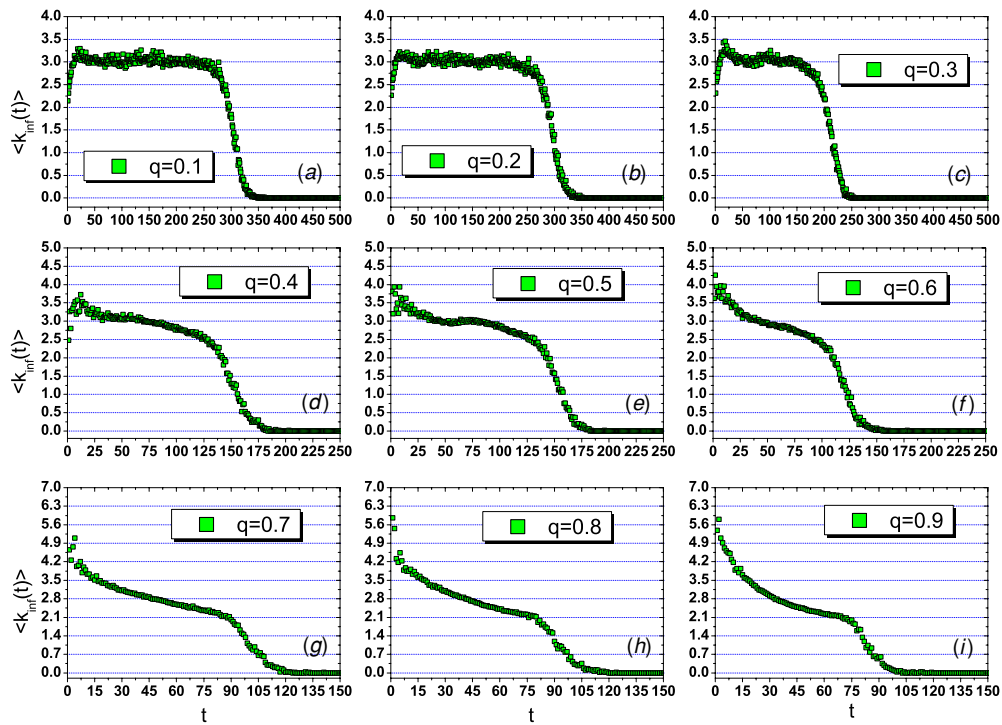 4.0 4.0 4.0
3.5 3.5 3.5
3.0 3.0 3.0
2.5 2.5 2.5
2.0 2.0 2.0
1.5 1.5 1.5
1.0 1.0 1.0
0.5 0.5 0.5
0.0 0.0 0.0
<k_inf(t)>
q=0.1 (a)
q=0.2 (b)
q=0.3 (c)
0 50 100 150 200 250 300 350 400 450 500
0 50 100 150 200 250 300 350 400 450 500
0 50 100 150 200 250 300 350 400 450 500
5.0 5.0 5.0
4.5 4.5 4.5
4.0 4.0 4.0
3.5 3.5 3.5
3.0 3.0 3.0
2.5 2.5 2.5
2.0 2.0 2.0
1.5 1.5 1.5
1.0 1.0 1.0
0.5 0.5 0.5
0.0 0.0 0.0
<k_inf(t)>
q=0.4 (d)
q=0.5 (e)
q=0.6 (f)
0 25 50 75 100 125 150 175 200 225 250
0 25 50 75 100 125 150 175 200 225 250
0 25 50 75 100 125 150 175 200 225 250
7.0 7.0 7.0
6.3 6.3 6.3
5.6 5.6 5.6
4.9 4.9 4.9
4.2 4.2 4.2
3.5 3.5 3.5
2.8 2.8 2.8
2.1 2.1 2.1
1.4 1.4 1.4
0.7 0.7 0.7
0.0 0.0 0.0
<k_inf(t)>
q=0.7 (g)
q=0.8 (h)
q=0.9 (i)
0 15 30 45 60 75 90 105 120 135 150
0 15 30 45 60 75 90 105 120 135 150
0 15 30 45 60 75 90 105 120 135 150
t t t